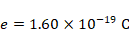 e = 1.60 × 10⁻¹⁹ C